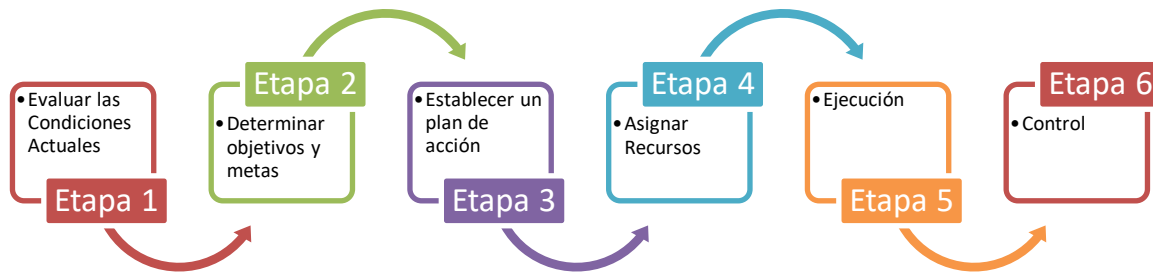 • Evaluar las
Condiciones
Actuales
Etapa 1
Etapa 2
• Determinar
objetivos y
metas
• Establecer un
plan de
acción
Etapa 3
Etapa 4
• Asignar
Recursos
• Ejecución
Etapa 5
Etapa 6
• Control